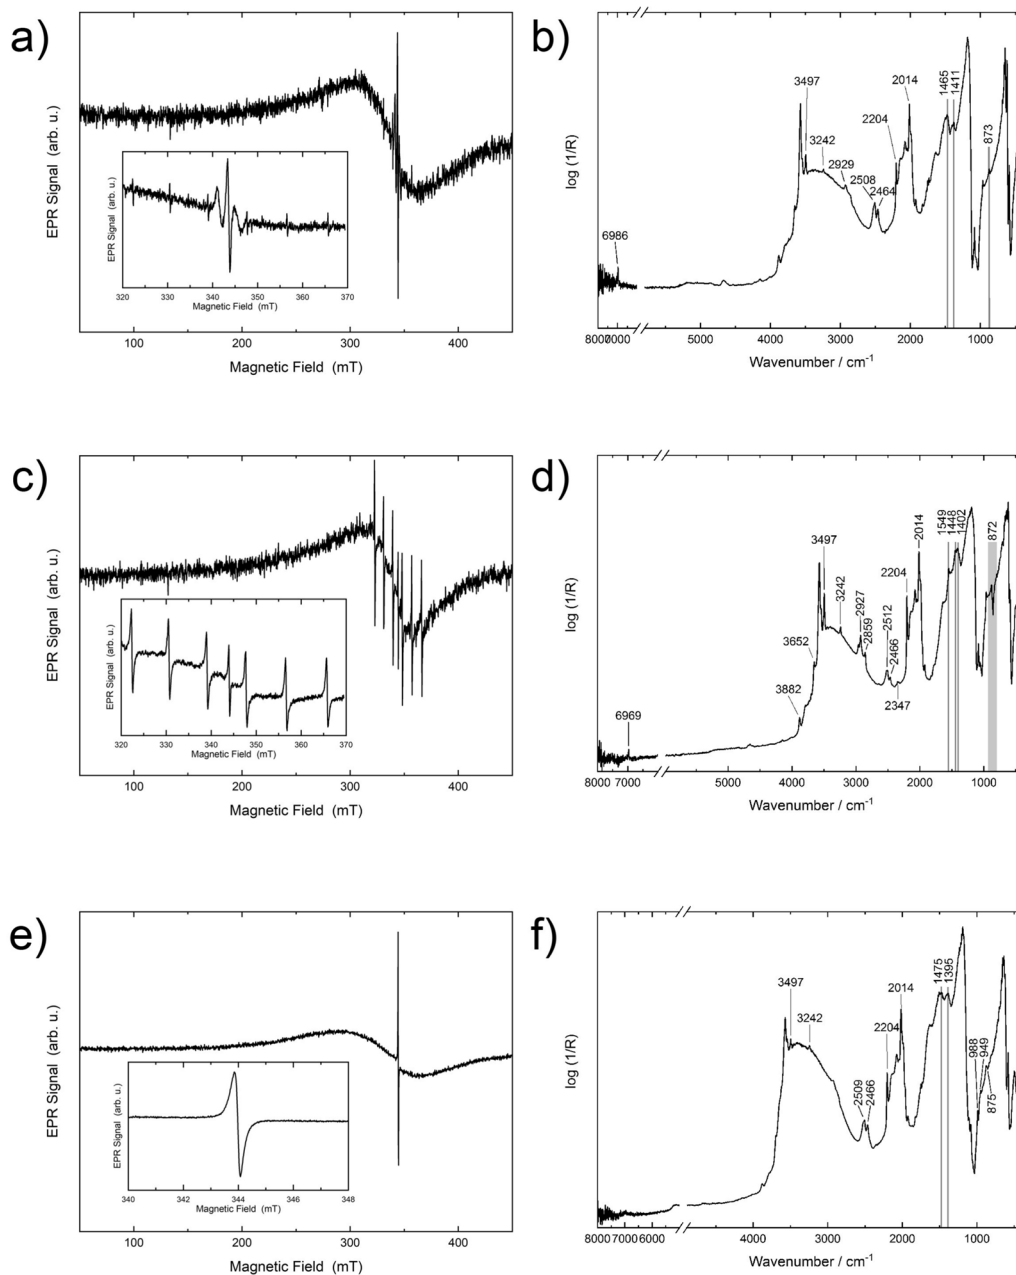 a)
EPR Signal (arb. u.)
EPR Signal (arb. u.)
320 330 340 350 360 370
Magnetic Field (mT)
100 200 300 400
Magnetic Field (mT)
b)
log (1/R)
6986
3497
3242
2929
2508
2464
2204
2014
1465
1411
873
5000 4000 3000 2000 1000
Wavenumber / cm⁻¹
c)
EPR Signal (arb. u.)
EPR Signal (arb. u.)
320 330 340 350 360 370
Magnetic Field (mT)
100 200 300 400
Magnetic Field (mT)
d)
log (1/R)
6969
3882
3652
3497
3242
2927
2859
2512
2466
2347
2204
2014
1549
1448
1402
872
8000 7000 5000 4000 3000 2000 1000
Wavenumber / cm⁻¹
e)
EPR Signal (arb. u.)
EPR Signal (arb. u.)
340 342 344 346 348
Magnetic Field (mT)
100 200 300 400
Magnetic Field (mT)
f)
log (1/R)
3497
3242
2509
2466
2204
2014
1475
1395
988
949
875
8000 7000 6000 4000 3000 2000 1000
Wavenumber / cm⁻¹